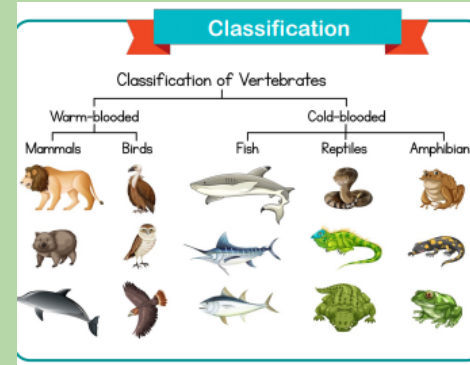 Classification
Classification of Vertebrates
Warm-blooded Cold-blooded
Mammals Birds Fish Reptiles Amphibian